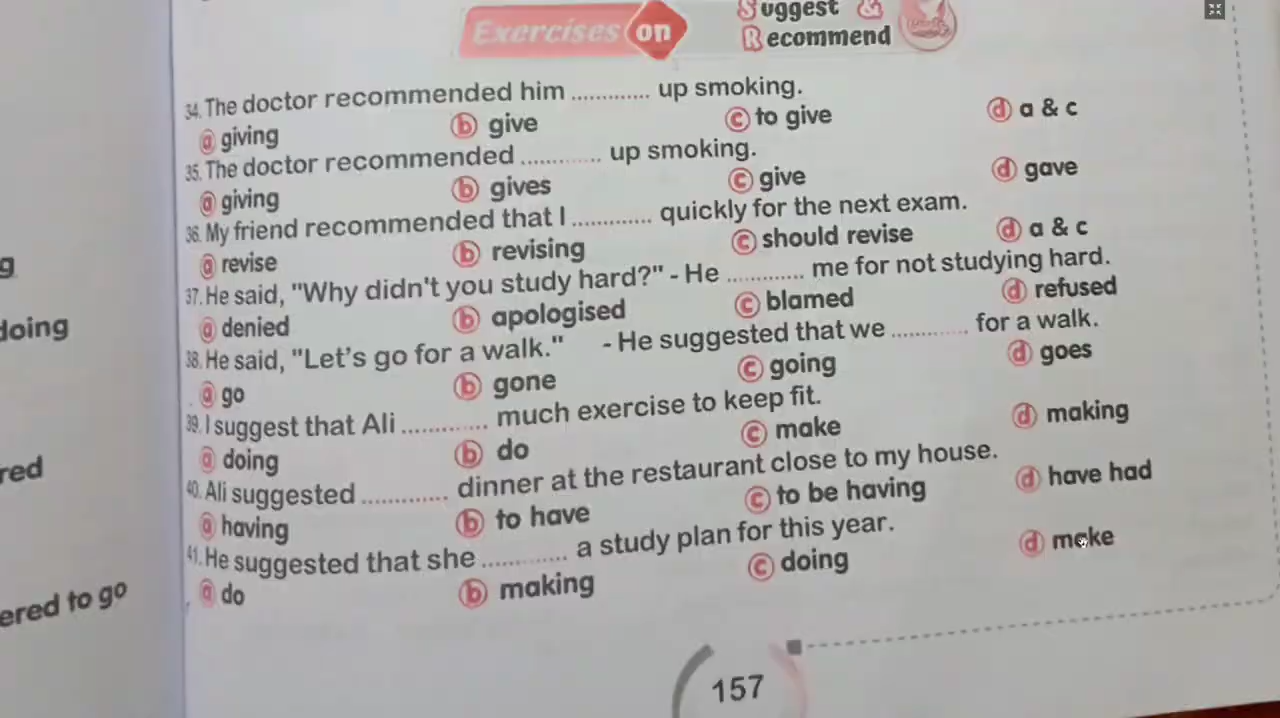 Exercises on
Suggest &
Recommend
34. The doctor recommended him ............. up smoking.
a giving b give c to give d a & c
35. The doctor recommended ............. up smoking.
a giving b gives c give d gave
36. My friend recommended that I ............. quickly for the next exam.
a revise b revising c should revise d a & c
37. He said, "Why didn't you study hard?" - He ............. me for not studying hard.
a denied b apologised c blamed d refused
38. He said, "Let's go for a walk." - He suggested that we ............. for a walk.
a go b gone c going d goes
39. I suggest that Ali ............. much exercise to keep fit.
a doing b do c make d making
40. Ali suggested ............. dinner at the restaurant close to my house.
a having b to have c to be having d have had
41. He suggested that she ............. a study plan for this year.
a do b making c doing d make
157
g
doing
red
ered to go